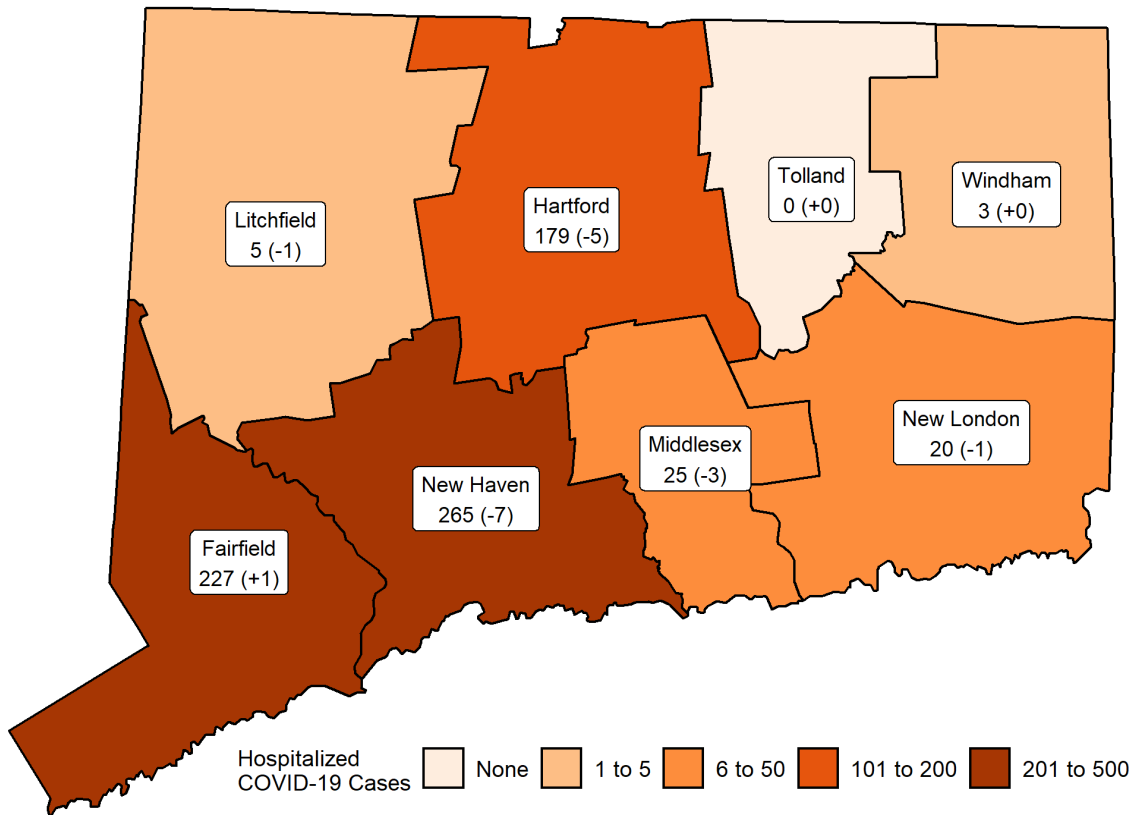 Tolland
0 (+0)
Windham
3 (+0)
Litchfield
5 (-1)
Hartford
179 (-5)
New London
20 (-1)
Middlesex
25 (-3)
New Haven
265 (-7)
Fairfield
227 (+1)
Hospitalized
COVID-19 Cases
None
1 to 5
6 to 50
101 to 200
201 to 500